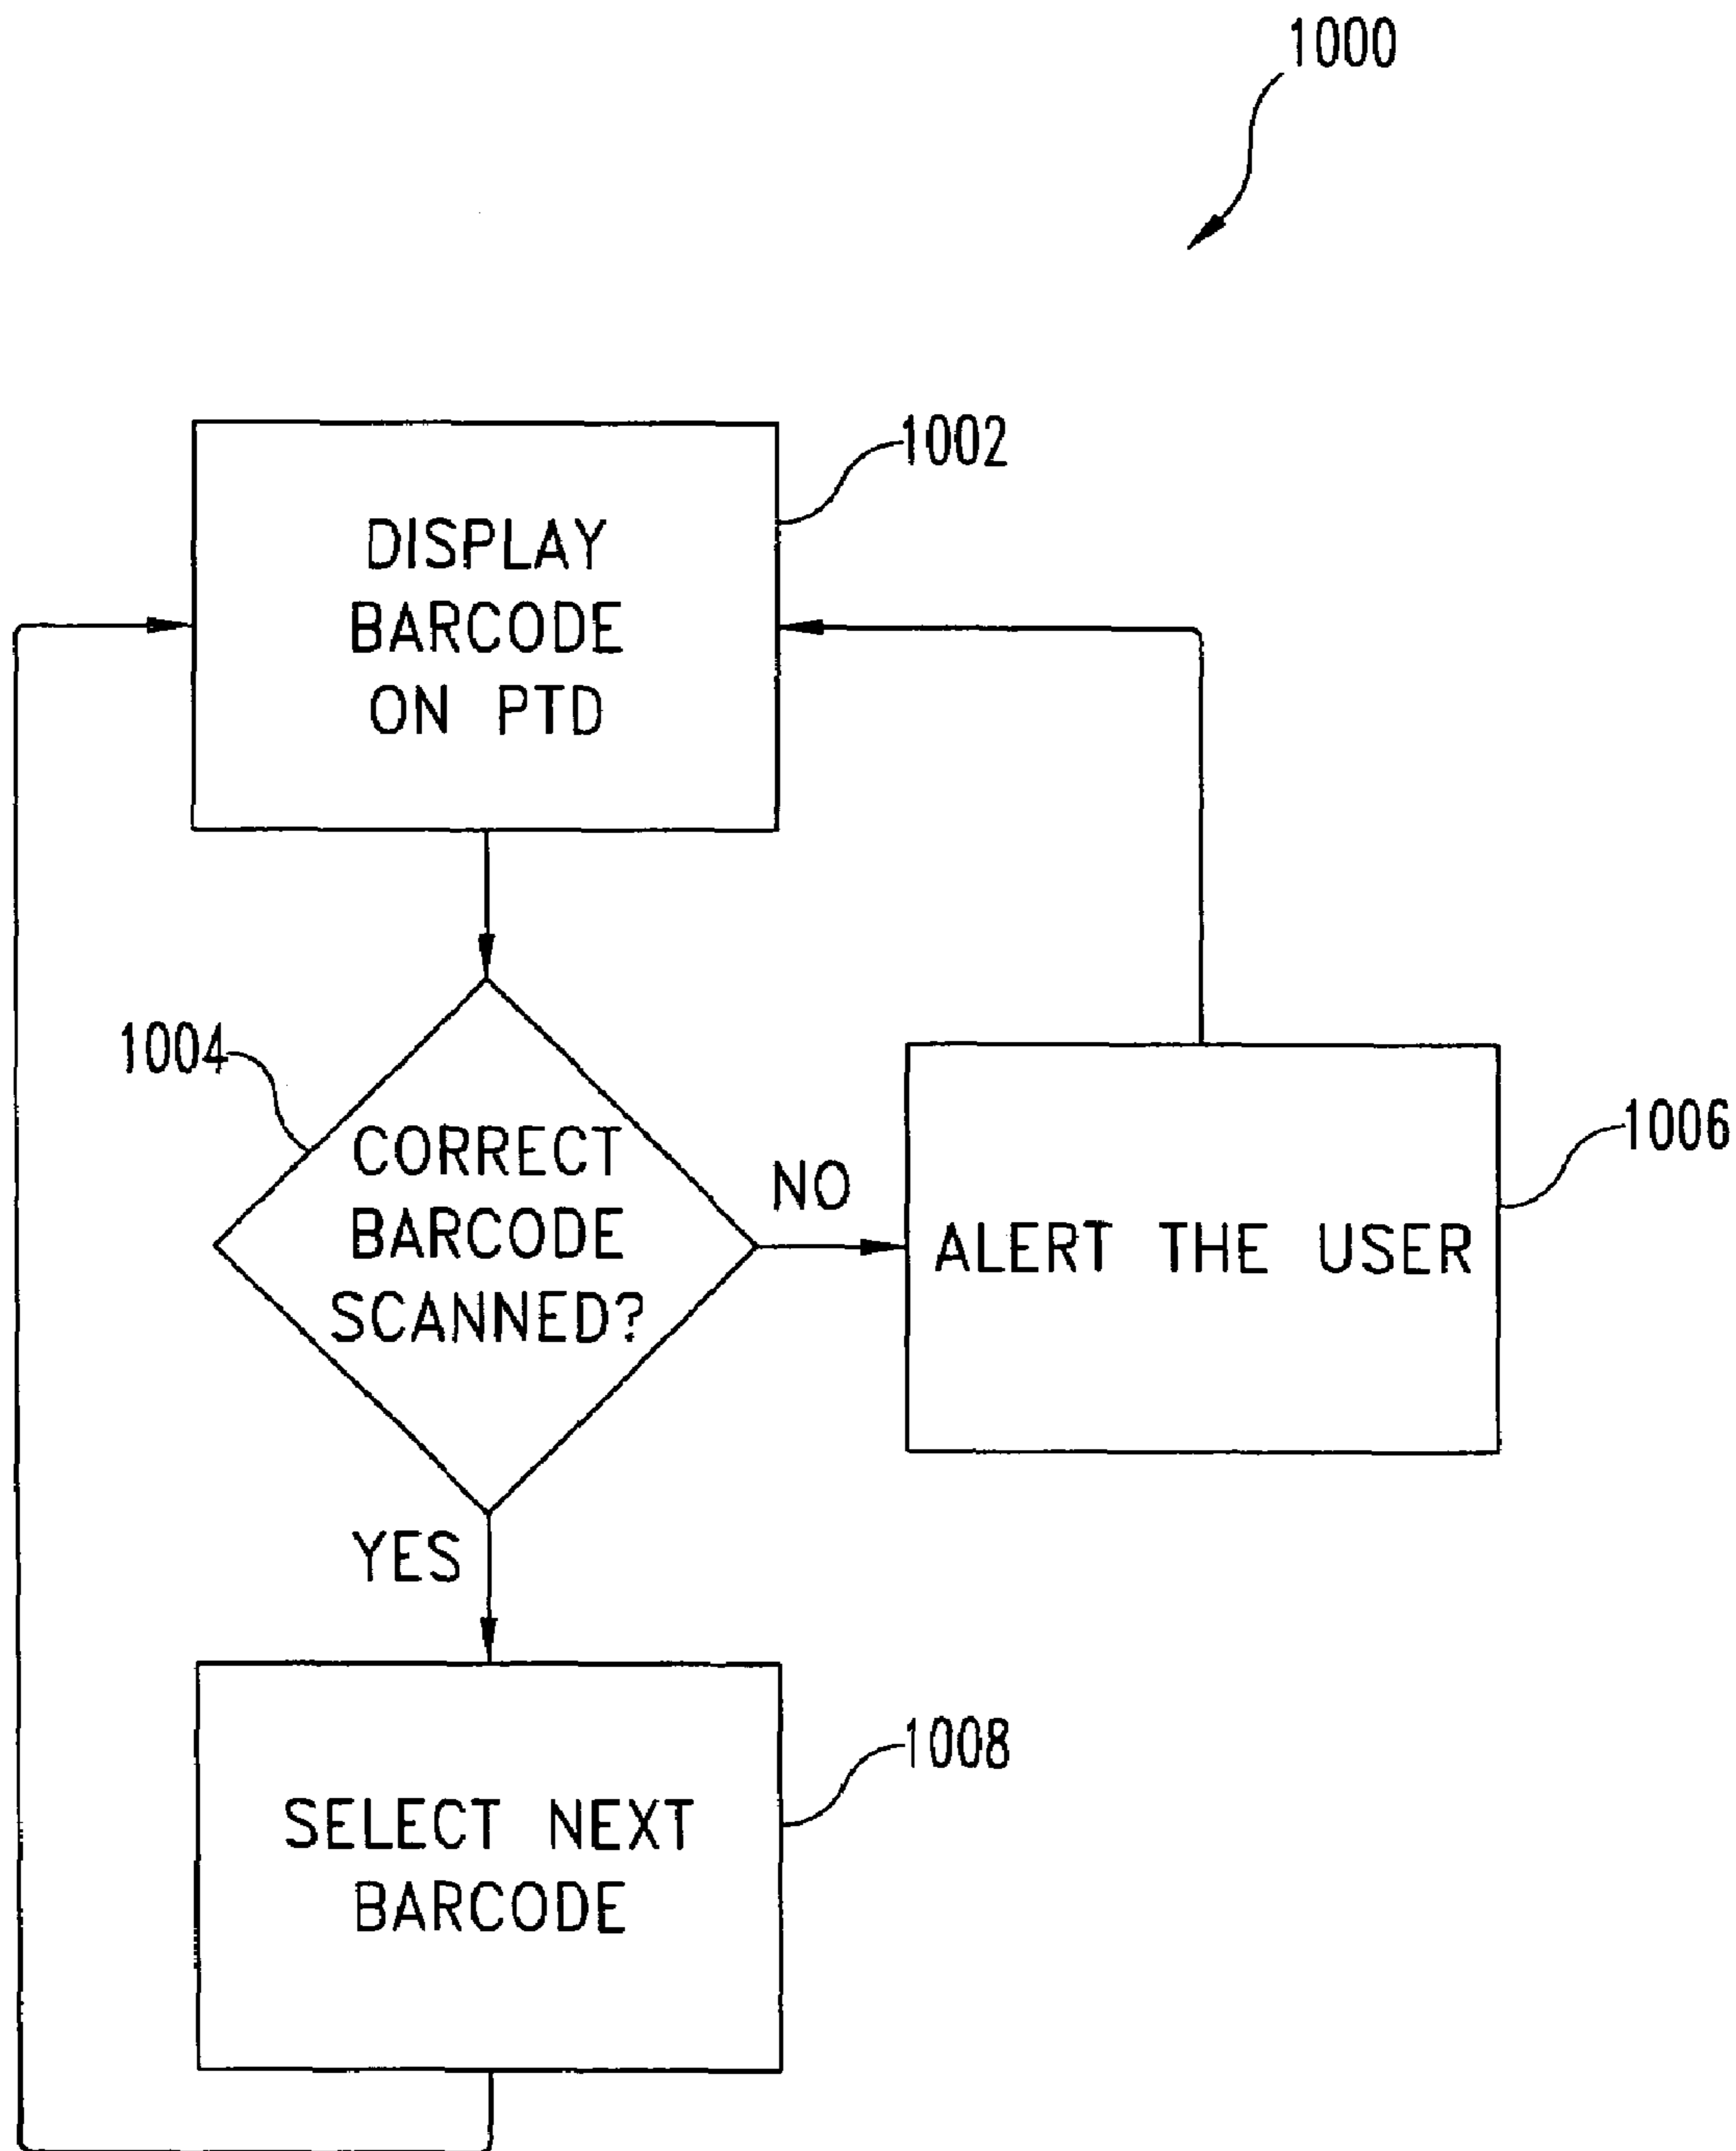 1000
1002
DISPLAY
BARCODE
ON PTD
1004
CORRECT
BARCODE
SCANNED?
NO
1006
ALERT THE USER
YES
1008
SELECT NEXT
BARCODE